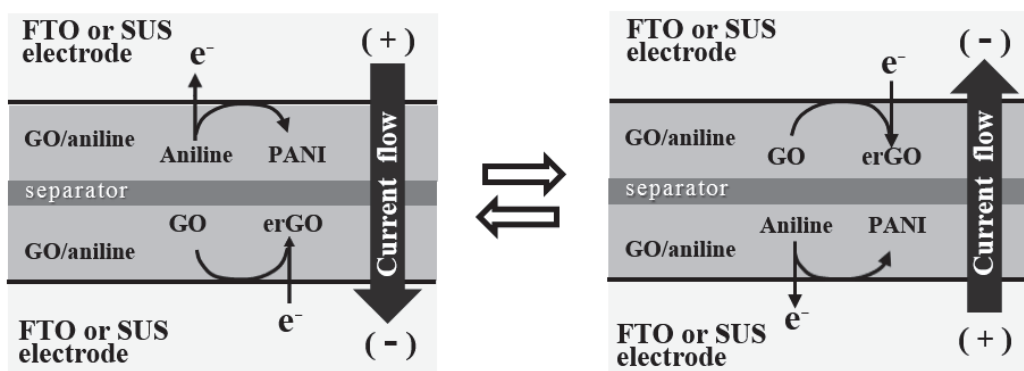 FTO or SUS
electrode
e⁻
(+)
GO/aniline
Aniline
PANI
separator
GO
erGO
GO/aniline
Current flow
e⁻
FTO or SUS
electrode
(-)
FTO or SUS
electrode
e⁻
(-)
GO/aniline
GO
erGO
separator
Aniline
PANI
GO/aniline
Current flow
e⁻
FTO or SUS
electrode
(+)